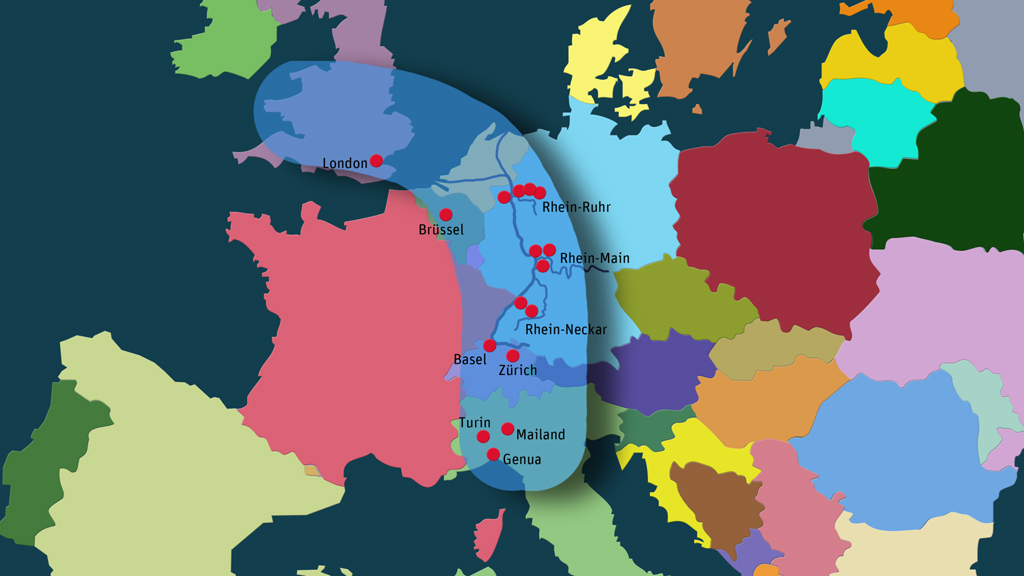 London
Brüssel
Rhein-Ruhr
Rhein-Main
Rhein-Neckar
Basel
Zürich
Turin
Mailand
Genua